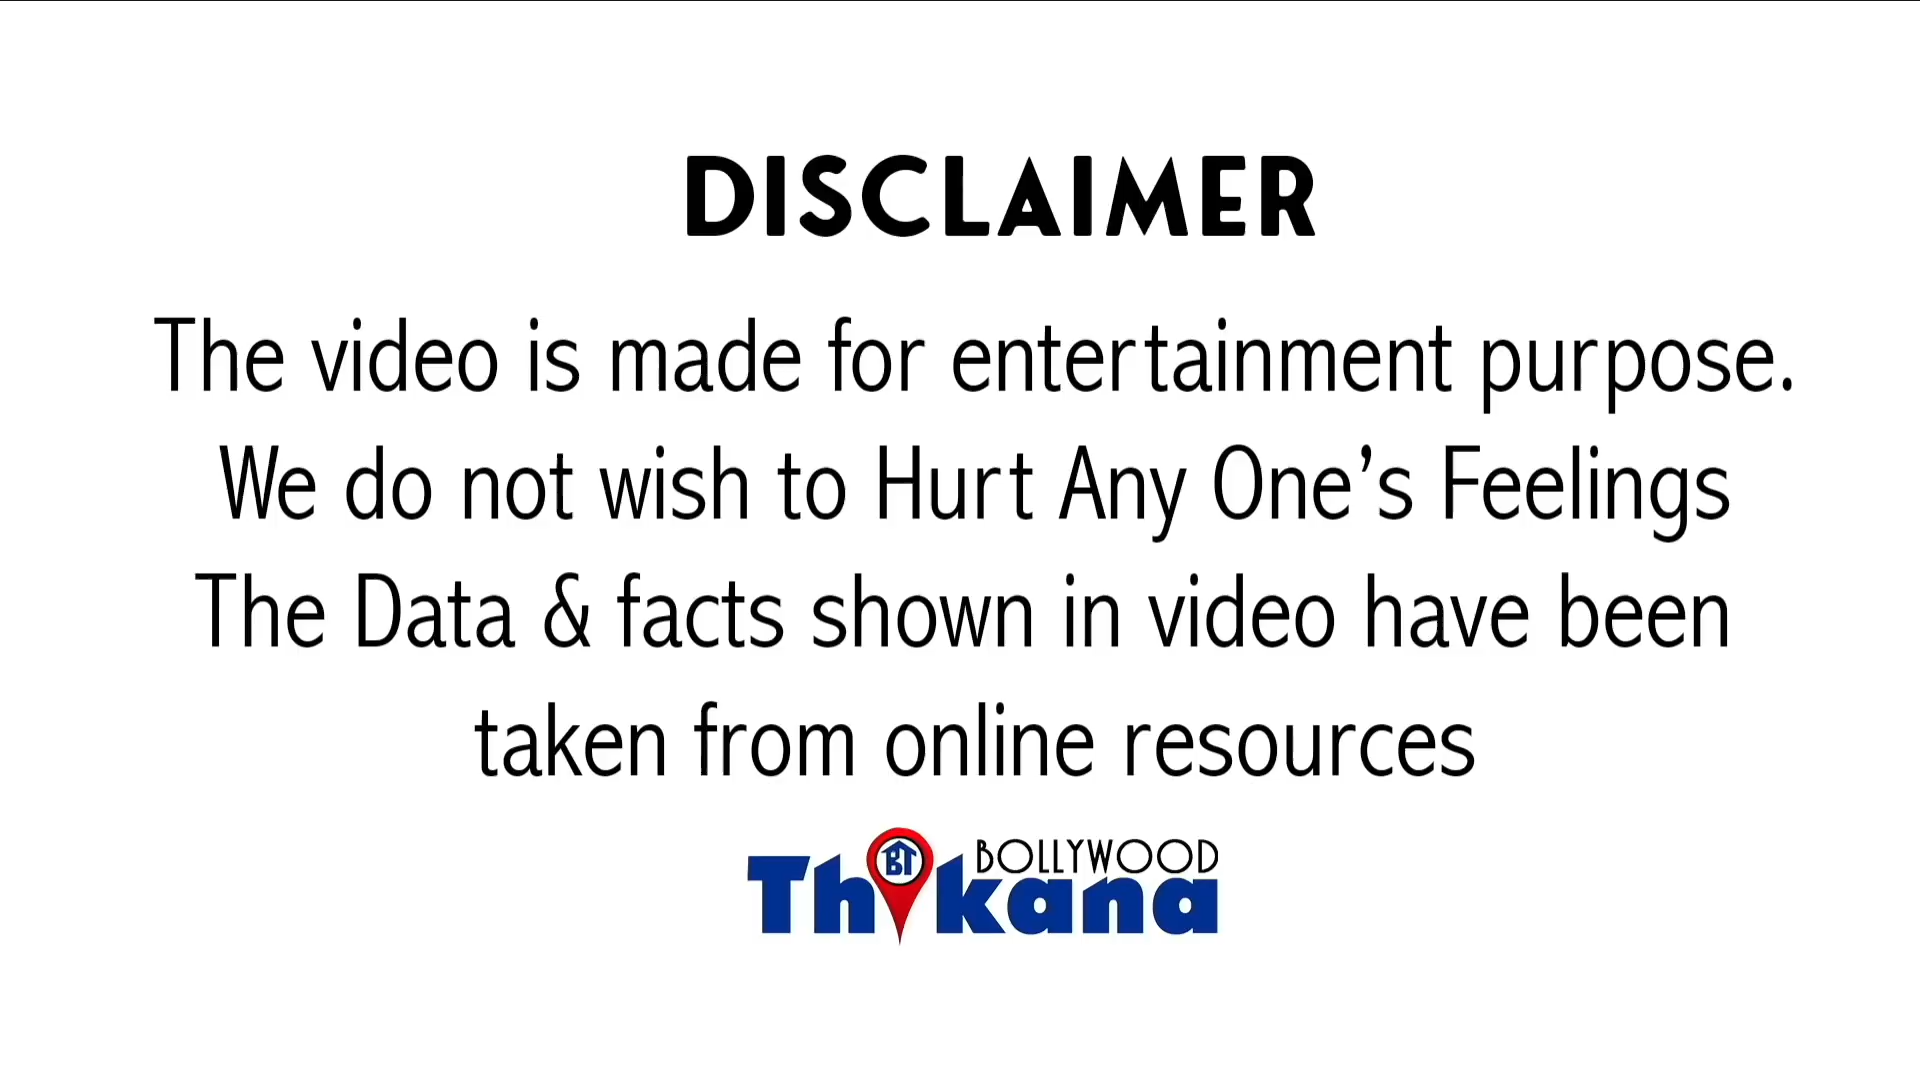 DISCLAIMER
The video is made for entertainment purpose.
We do not wish to Hurt Any One’s Feelings
The Data & facts shown in video have been
taken from online resources
BT
BOLLYWOOD
Thikana